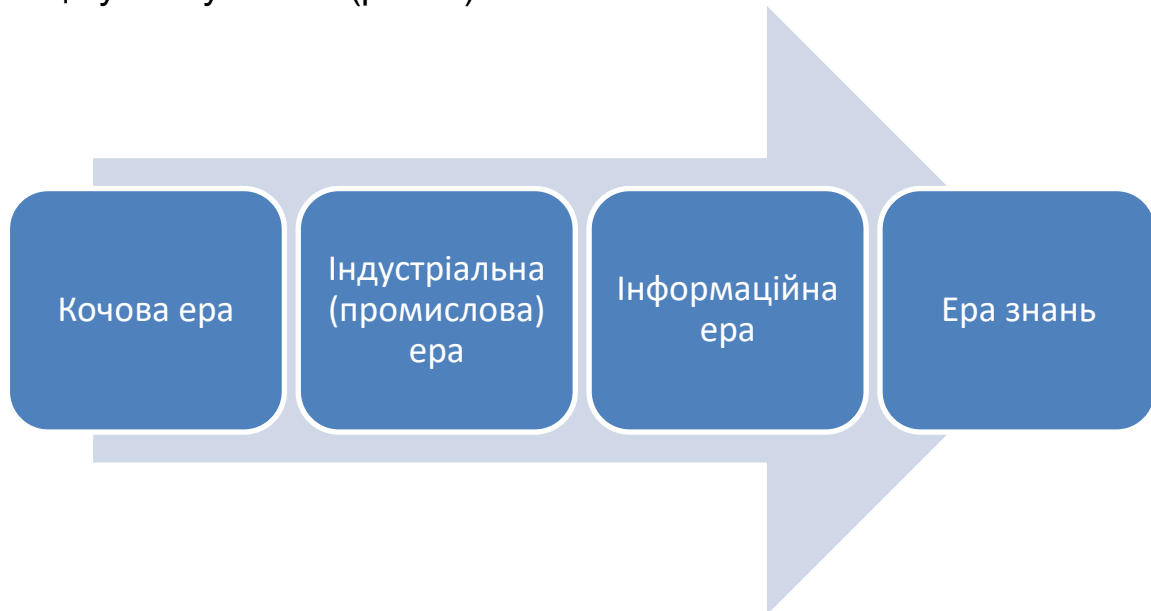 Кочова ера
Індустріальна
(промислова)
ера
Інформаційна
ера
Ера знань